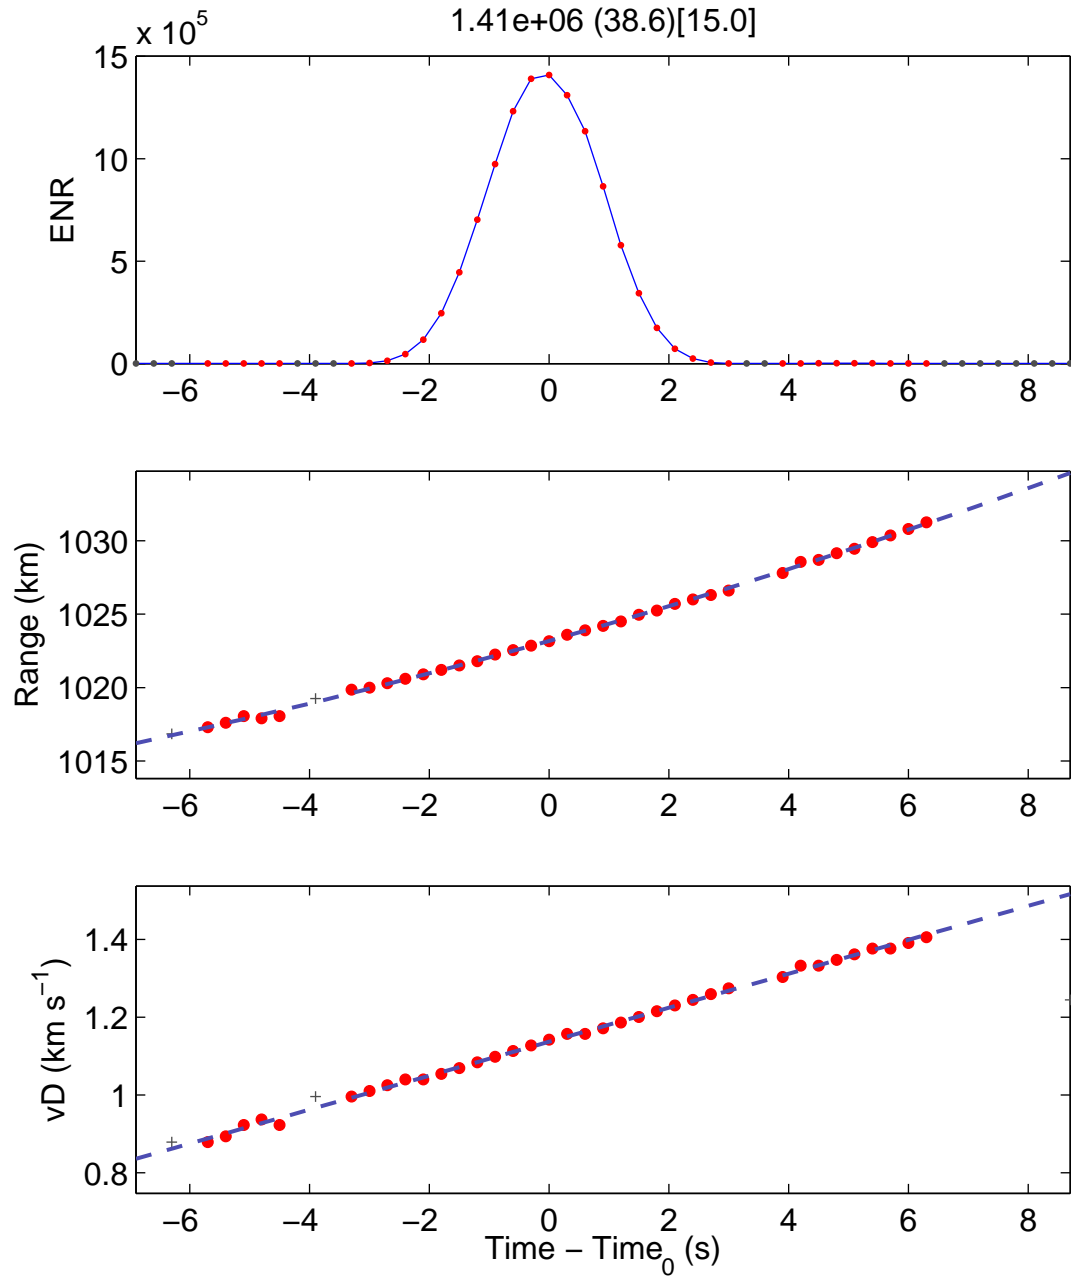 1.41e+06 (38.6)[15.0]
x 10^5
15
10
5
0
ENR
−6 −4 −2 0 2 4 6 8
1030
1025
1020
1015
Range (km)
−6 −4 −2 0 2 4 6 8
1.4
1.2
1
0.8
vD (km s^−1)
−6 −4 −2 0 2 4 6 8
Time − Time_0 (s)